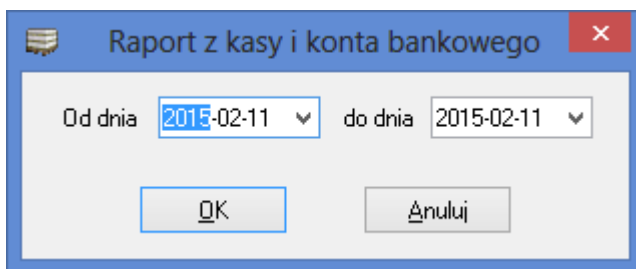 Raport z kasy i konta bankowego
Od dnia 2015-02-11 do dnia 2015-02-11
OK Anuluj